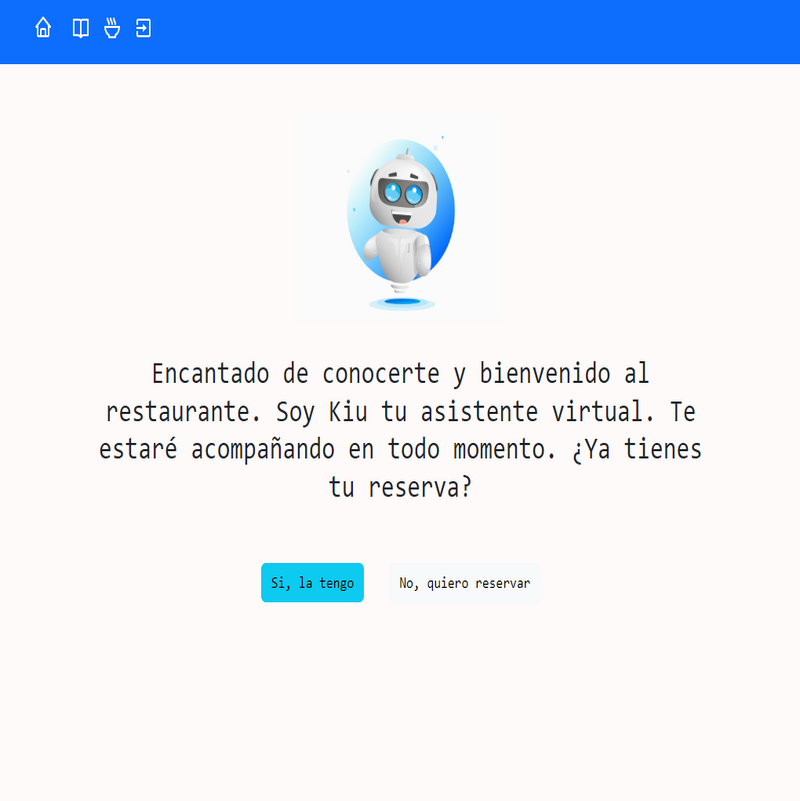 Encantado de conocerte y bienvenido al
restaurante. Soy Kiu tu asistente virtual. Te
estaré acompañando en todo momento. ¿Ya tienes
tu reserva?
Si, la tengo
No, quiero reservar